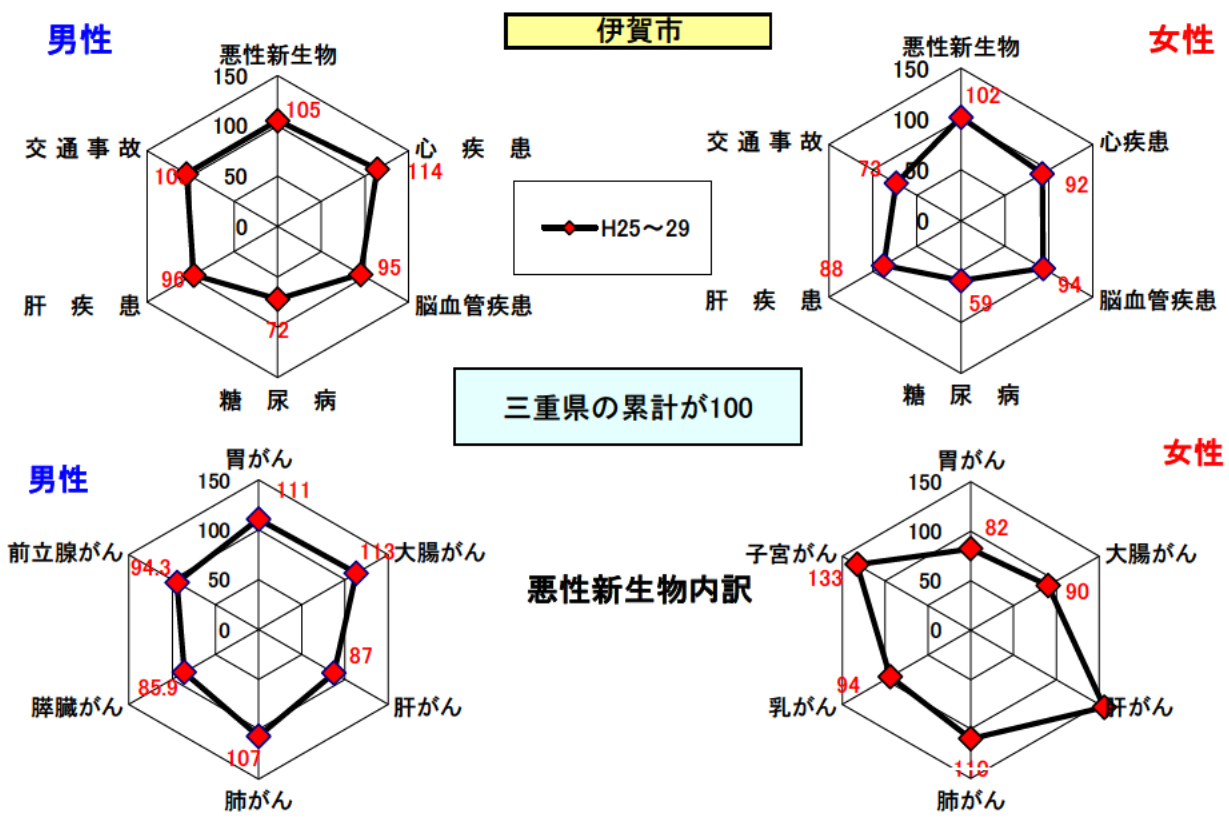 伊賀市
男性
悪性新生物
150
100
50
0
105
心 疾 患
114
95
脳血管疾患
72
糖 尿 病
96
肝 疾 患
交 通 事 故
H25～29
女性
悪性新生物
150
100
50
0
102
心疾患
92
94
脳血管疾患
59
糖 尿 病
88
肝 疾 患
73
交 通 事 故
三重県の累計が100
男性
胃がん
150
100
50
0
111
113
大腸がん
87
肝がん
107
肺がん
85.9
膵臓がん
94.3
前立腺がん
悪性新生物内訳
女性
胃がん
150
100
50
0
82
大腸がん
90
肝がん
肺がん
94
乳がん
133
子宮がん